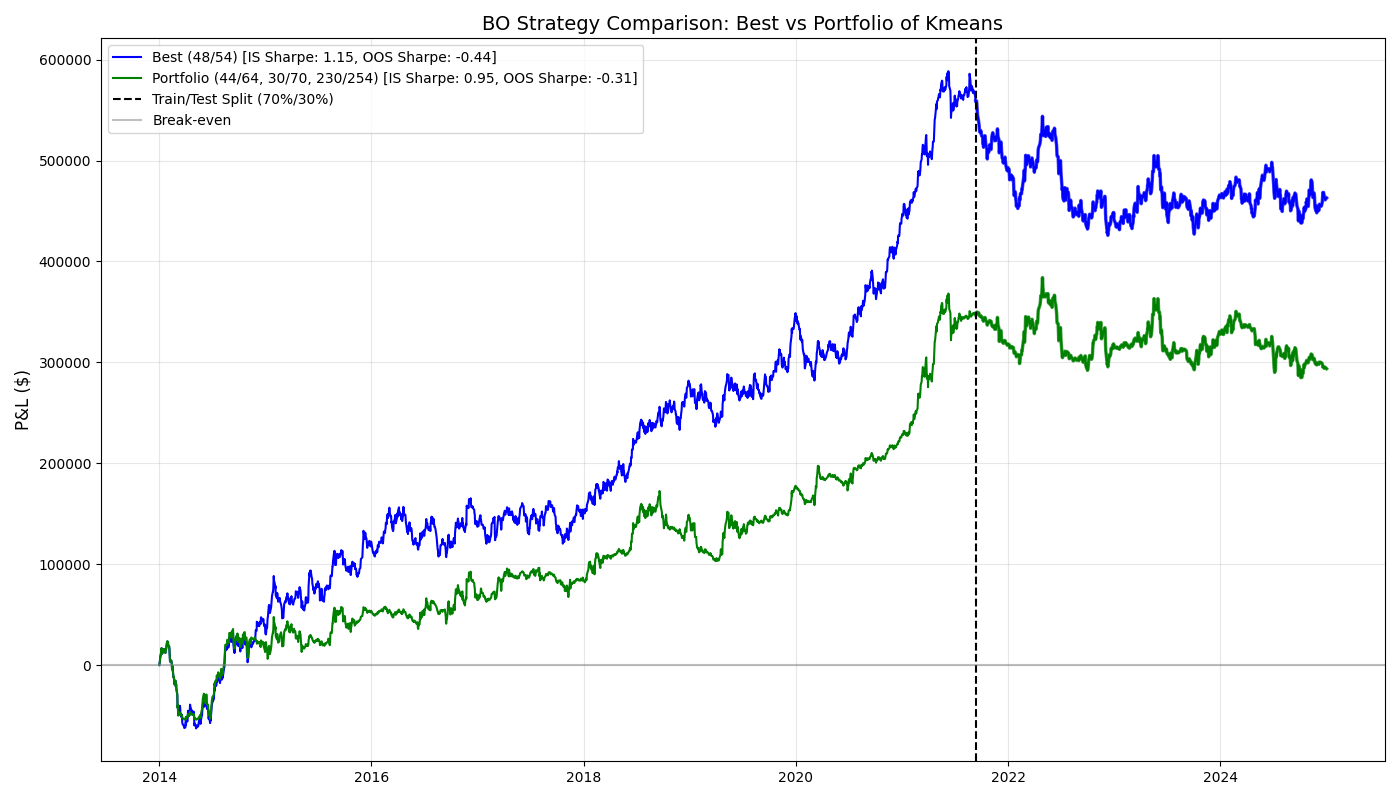 BO Strategy Comparison: Best vs Portfolio of Kmeans
Best (48/54) [IS Sharpe: 1.15, OOS Sharpe: -0.44]
Portfolio (44/64, 30/70, 230/254) [IS Sharpe: 0.95, OOS Sharpe: -0.31]
Train/Test Split (70%/30%)
Break-even
P&L ($)
600000
500000
400000
300000
200000
100000
0
2014
2016
2018
2020
2022
2024